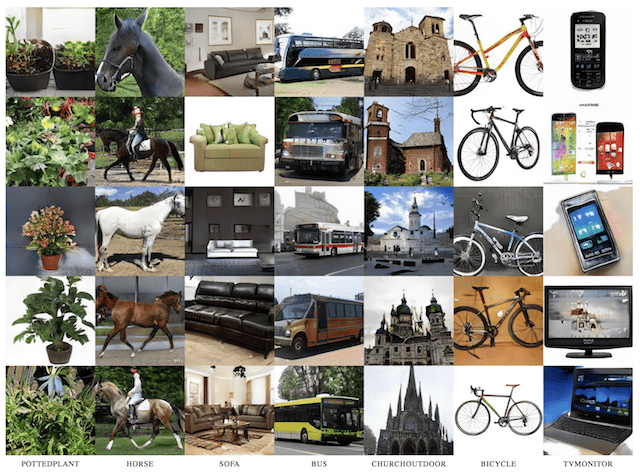 POTTEDPLANT HORSE SOFA BUS CHURCHOUTDOOR BICYCLE TVMONITOR